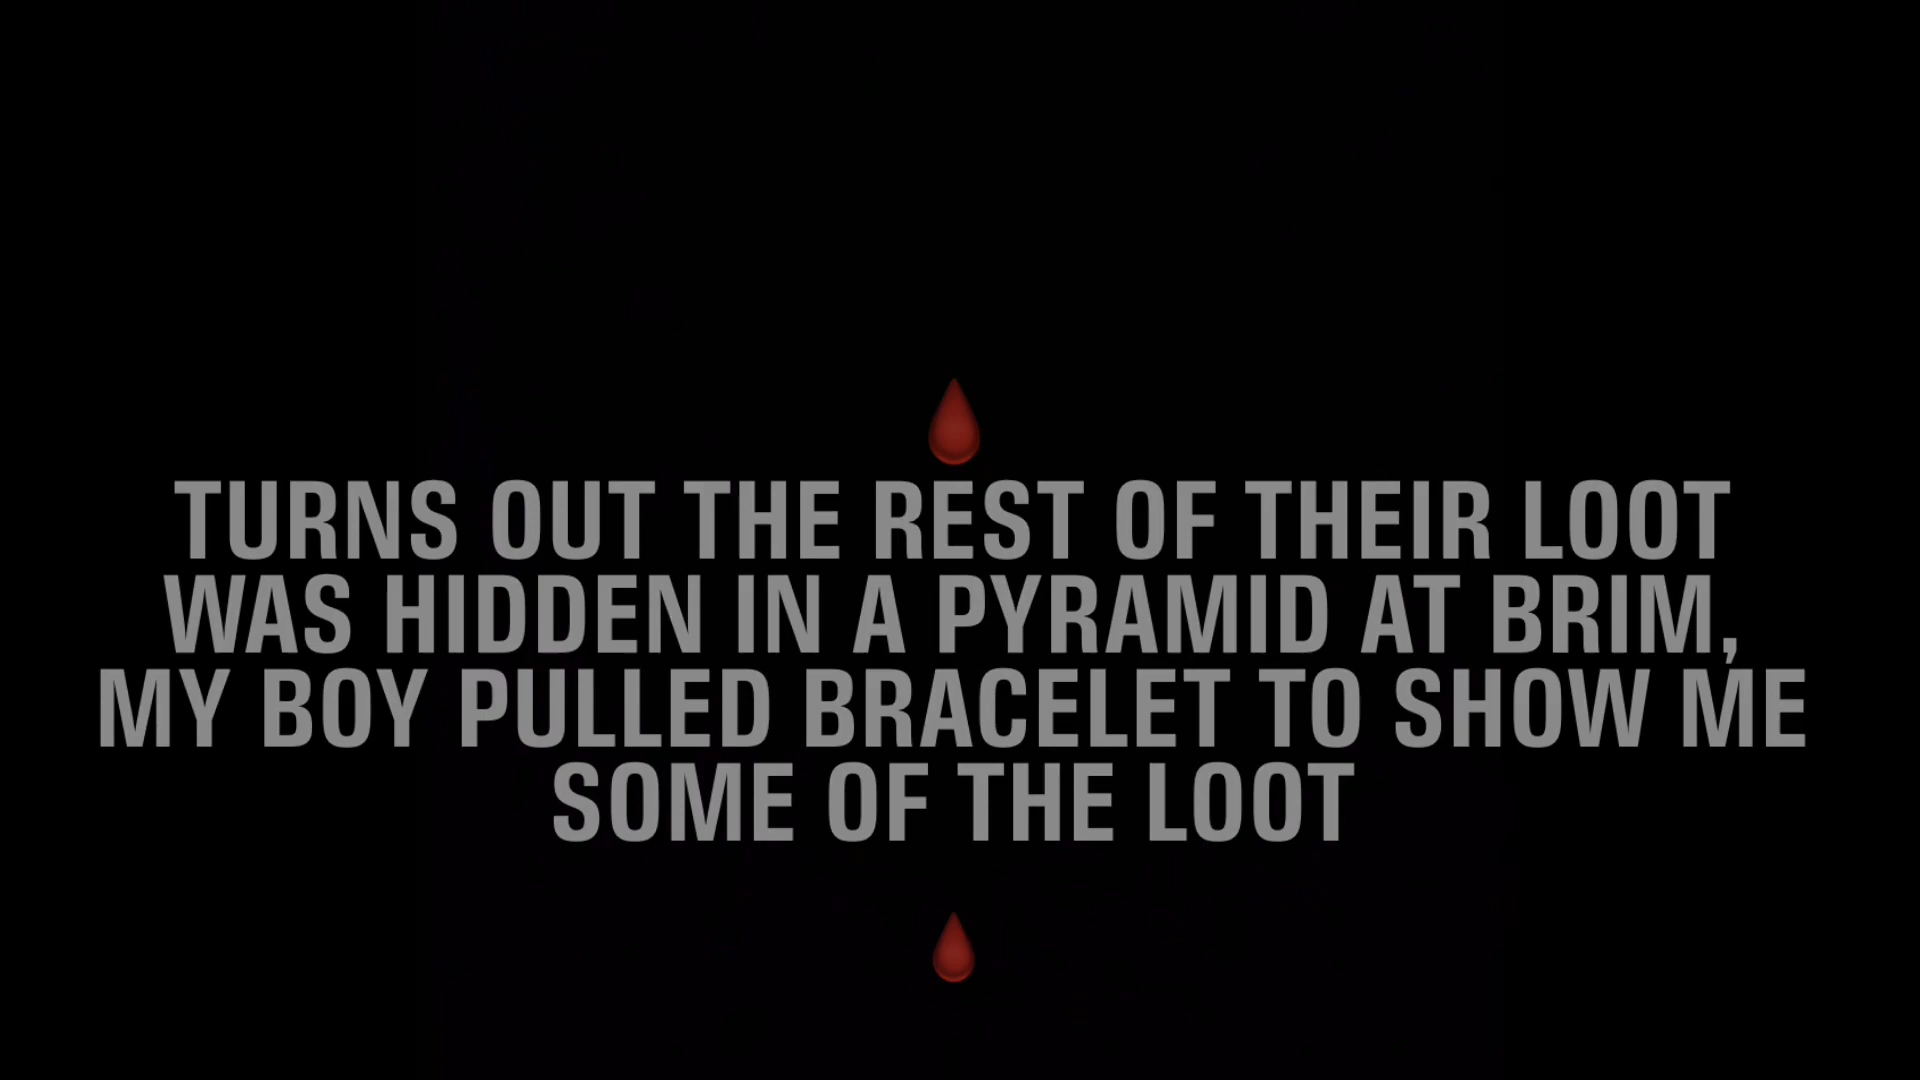 TURNS OUT THE REST OF THEIR LOOT
WAS HIDDEN IN A PYRAMID AT BRIM,
MY BOY PULLED BRACELET TO SHOW ME
SOME OF THE LOOT